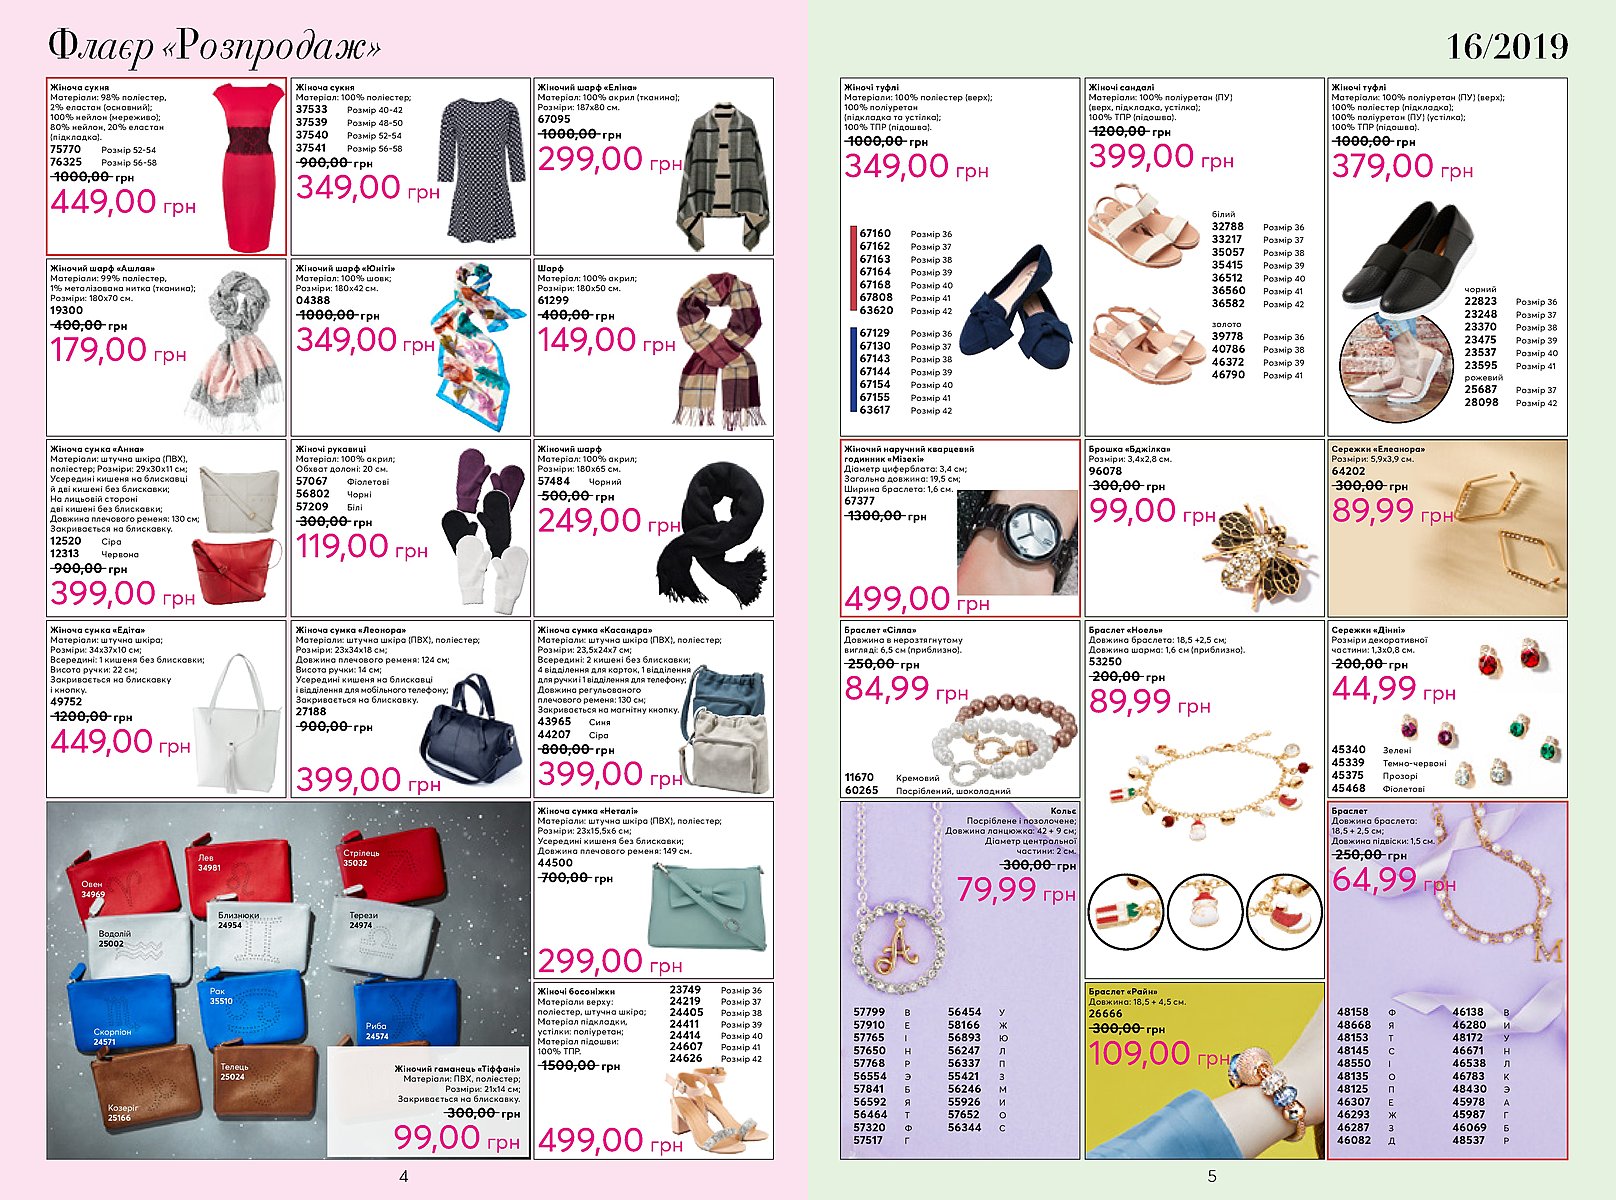 Флаєр «Розпродаж»
16/2019
Жіноча сукня
Матеріали: 98% поліестер,
2% еластан (основний);
100% нейлон (мереживо);
80% нейлон, 20% еластан
(підкладка).
75770 Розмір 52-54
76325 Розмір 56-58
1000,00 грн
449,00 грн
Жіноча сукня
Матеріал: 100% поліестер;
37533 Розмір 40-42
37539 Розмір 48-50
37540 Розмір 52-54
37541 Розмір 56-58
900,00 грн
349,00 грн
Жіночий шарф «Еліна»
Матеріал: 100% акрил (тканина);
Розміри: 187x80 см.
67095
1000,00 грн
299,00 грн
Жіночий шарф «Ашлая»
Матеріали: 99% поліестер,
1% металізована нитка (тканина);
Розміри: 180x70 см.
19300
400,00 грн
179,00 грн
Жіночий шарф «Юніті»
Матеріал: 100% шовк;
Розміри: 180x42 см.
04388
1000,00 грн
349,00 грн
Шарф
Матеріал: 100% акрил;
Розміри: 180x50 см.
61299
400,00 грн
149,00 грн
Жіноча сумка «Анна»
Матеріали: штучна шкіра (ПВХ),
поліестер; Розміри: 29x30x11 см;
Усередині кишеня на блискавці
й дві кишені без блискавки;
На лицьовій стороні
дві кишені без блискавки;
Довжина плечового ременя: 130 см;
Закривається на блискавку.
12520 Сіра
12313 Червона
900,00 грн
399,00 грн
Жіночі рукавиці
Матеріал: 100% акрил;
Обхват долоні: 20 см.
57067 Фіолетові
56802 Чорні
57209 Білі
300,00 грн
119,00 грн
Жіночий шарф
Матеріал: 100% акрил;
Розміри: 180x65 см.
57484 Чорний
500,00 грн
249,00 грн
Жіноча сумка «Едіта»
Матеріали: штучна шкіра;
Розміри: 34x37x10 см;
Всередині: 1 кишеня без блискавки;
Висота ручки: 22 см;
Закривається на блискавку
і кнопку.
49752
1200,00 грн
449,00 грн
Жіноча сумка «Леонора»
Матеріали: штучна шкіра (ПВХ), поліестер;
Розміри: 23x34x18 см;
Довжина плечового ременя: 124 см;
Висота ручки: 14 см;
Усередині кишеня на блискавці
і відділення для мобільного телефону;
Закривається на блискавку.
27188
900,00 грн
399,00 грн
Жіноча сумка «Касандра»
Матеріали: штучна шкіра (ПВХ), поліестер;
Розміри: 23,5x24x7 см;
Всередині: 2 кишені без блискавки;
4 відділення для карток, 1 відділення
для ручки і 1 відділення для телефону;
Довжина регульованого
плечового ременя: 130 см;
Закривається на магнітну кнопку.
43965 Синя
44207 Сіра
800,00 грн
399,00 грн
Овен
34969
Лев
34981
Стрілець
35032
Водолій
25002
Близнюки
24954
Терези
24974
Скорпіон
24571
Рак
35510
Риба
24574
Козеріг
25166
Телець
25024
Жіночий гаманець «Тіффані»
Матеріали: ПВХ, поліестер;
Розміри: 21x14 см;
Закривається на блискавку.
300,00 грн
99,00 грн
Жіноча сумка «Неталі»
Матеріали: штучна шкіра (ПВХ), поліестер;
Розміри: 23x15,5x6 см;
Усередині кишені без блискавки;
Довжина плечового ременя: 149 см.
44500
700,00 грн
299,00 грн
Жіночі босоніжки
Матеріали верху:
поліестер, штучна шкіра;
Матеріал підкладки,
устілки: поліуретан;
Матеріал підошви:
100% ТПР.
1500,00 грн
23749 Розмір 36
24219 Розмір 37
24405 Розмір 38
24411 Розмір 39
24414 Розмір 40
24607 Розмір 41
24626 Розмір 42
499,00 грн
4
Жіночі туфлі
Матеріали: 100% поліестер (верх);
100% поліуретан
(підкладка та устілка);
100% ТПР (підошва).
1000,00 грн
349,00 грн
67160 Розмір 36
67162 Розмір 37
67163 Розмір 38
67164 Розмір 39
67168 Розмір 40
67808 Розмір 41
63620 Розмір 42
67129 Розмір 36
67130 Розмір 37
67143 Розмір 38
67144 Розмір 39
67154 Розмір 40
67155 Розмір 41
63617 Розмір 42
Жіночі сандалі
Матеріали: 100% поліуретан (ПУ)
(верх, підкладка, устілка);
100% ТПР (підошва).
1200,00 грн
399,00 грн
білий
32788 Розмір 36
33217 Розмір 37
35057 Розмір 38
35415 Розмір 39
36512 Розмір 40
36560 Розмір 41
36582 Розмір 42
золото
39778 Розмір 36
40786 Розмір 38
46372 Розмір 39
46790 Розмір 41
Жіночі туфлі
Матеріали: 100% поліуретан (ПУ) (верх);
100% поліестер (підкладка);
100% поліуретан (ПУ) (устілка);
100% ТПР (підошва).
1000,00 грн
379,00 грн
чорний
22823 Розмір 36
23248 Розмір 37
23370 Розмір 38
23475 Розмір 39
23537 Розмір 40
23595 Розмір 41
рожевий
25687 Розмір 37
28098 Розмір 42
Жіночий наручний кварцевий
годинник «Мізекі»
Діаметр циферблата: 3,4 см;
Загальна довжина: 19,5 см;
Ширина браслета: 1,6 см.
67377
1300,00 грн
499,00 грн
Брошка «Бджілка»
Розміри: 3,4x2,8 см.
96078
300,00 грн
99,00 грн
Сережки «Елеанора»
Розміри: 5,9x3,9 см.
64202
300,00 грн
89,99 грн
Браслет «Сілла»
Довжина в нерозтягнутому
вигляді: 6,5 см (приблизно).
250,00 грн
84,99 грн
11670 Кремовий
60265 Посріблений, шоколадний
Браслет «Ноель»
Довжина браслета: 18,5 +2,5 см;
Довжина шарма: 1,6 см (приблизно).
53250
200,00 грн
89,99 грн
Сережки «Дінні»
Розміри декоративної
частини: 1,3x0,8 см.
200,00 грн
44,99 грн
45340 Зелені
45339 Темно-червоні
45375 Прозорі
45468 Фіолетові
Кольє
Посріблене і позолочене;
Довжина ланцюжка: 42 + 9 см;
Діаметр центральної
частини: 2 см.
300,00 грн
79,99 грн
57799 В 56454 У
57910 Е 58166 Ж
57765 І 56893 Ю
57650 Н 56247 Л
57768 Р 56337 П
56554 Э 55421 З
57841 Б 56246 М
56592 Я 55926 И
56464 Т 57652 О
57320 Ф 56344 С
57517 Г
Браслет «Райн»
Довжина: 18,5 + 4,5 см.
26666
300,00 грн
109,00 грн
Браслет
Довжина браслета:
18,5 + 2,5 см;
Довжина підвіски: 1,5 см.
250,00 грн
64,99 грн
48158 Ф 46138 В
48668 Я 46280 И
48153 Т 48172 У
48145 С 46671 Н
48550 І 46538 Л
48135 О 46783 К
48125 П 48430 Э
46307 Е 45978 А
46293 Ж 45987 Г
46287 З 46069 Б
46082 Д 48537 Р
5